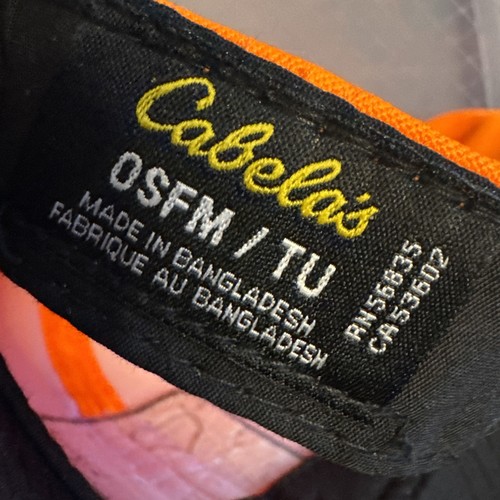 Cabela's
OSFM / TU
MADE IN BANGLADESH
FABRIQUE AU BANGLADESH
RN56835
CA53602